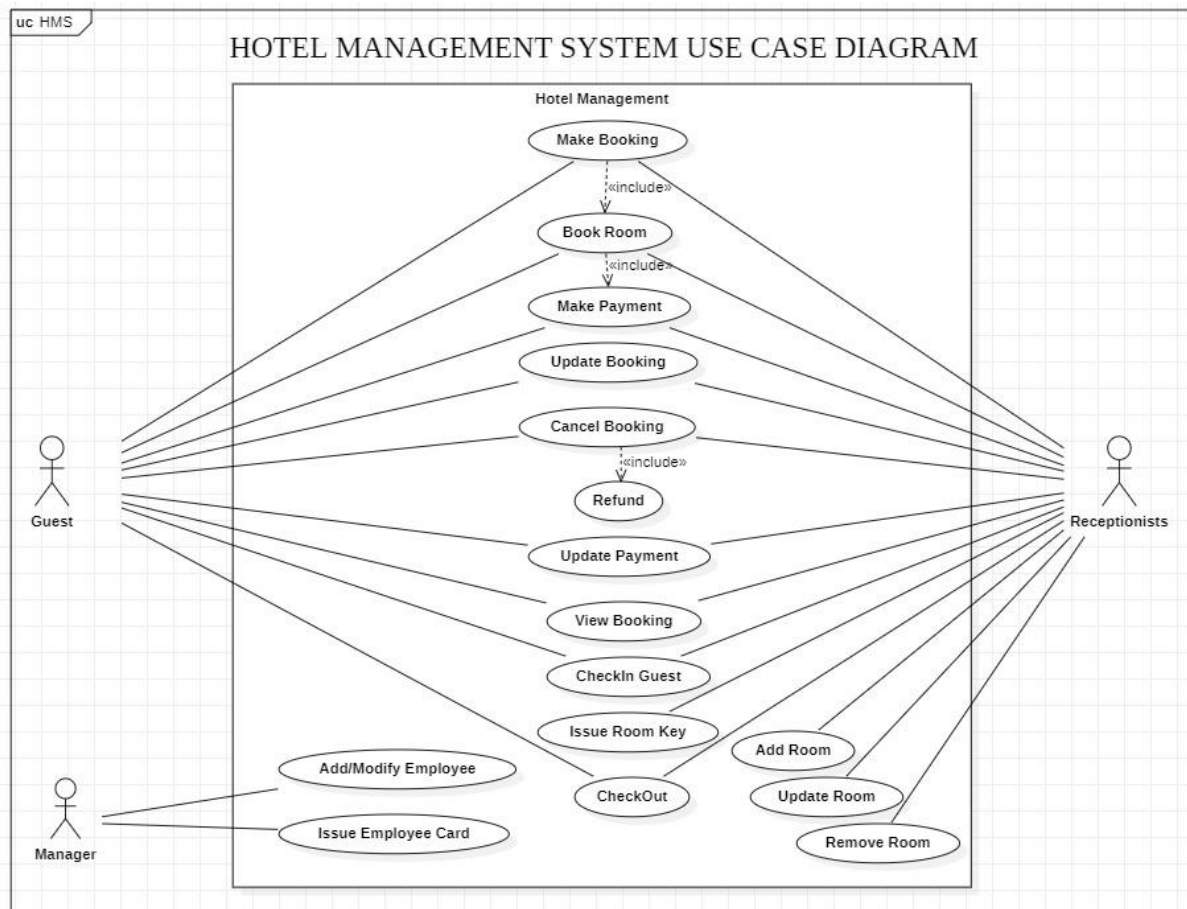 uc HMS
HOTEL MANAGEMENT SYSTEM USE CASE DIAGRAM
Hotel Management
Make Booking
«include»
Book Room
«include»
Make Payment
Update Booking
Cancel Booking
«include»
Refund
Guest
Receptionists
Update Payment
View Booking
CheckIn Guest
Issue Room Key
Add Room
Add/Modify Employee
CheckOut
Update Room
Issue Employee Card
Remove Room
Manager